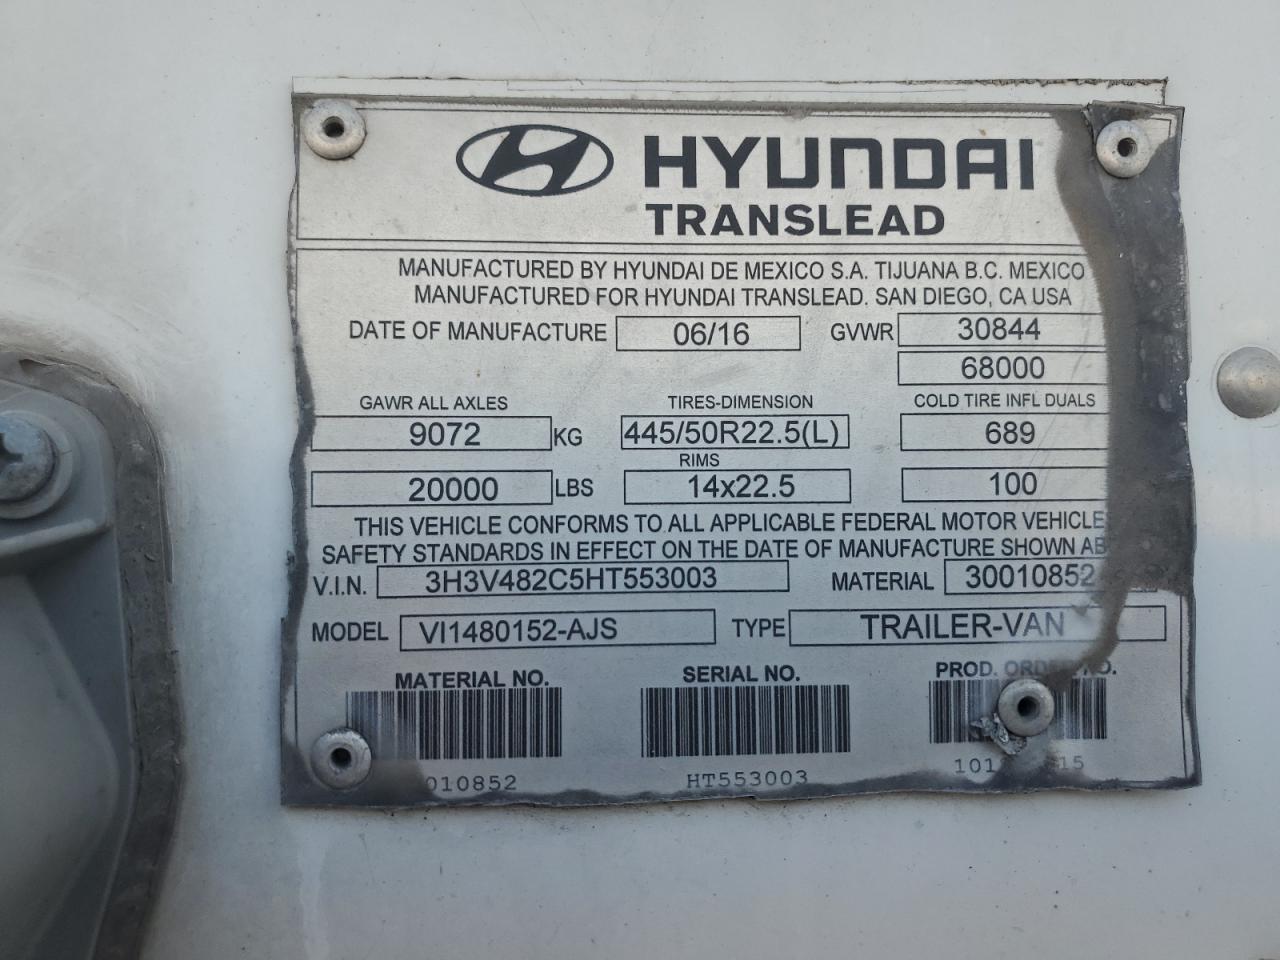 HYUNDAI
TRANSLEAD
MANUFACTURED BY HYUNDAI DE MEXICO S.A. TIJUANA B.C. MEXICO
MANUFACTURED FOR HYUNDAI TRANSLEAD. SAN DIEGO, CA USA
DATE OF MANUFACTURE 06/16 GVWR 30844
68000
GAWR ALL AXLES TIRES-DIMENSION COLD TIRE INFL DUALS
9072 KG 445/50R22.5(L) 689
RIMS
20000 LBS 14x22.5 100
THIS VEHICLE CONFORMS TO ALL APPLICABLE FEDERAL MOTOR VEHICLE
SAFETY STANDARDS IN EFFECT ON THE DATE OF MANUFACTURE SHOWN AB
V.I.N. 3H3V482C5HT553003 MATERIAL 30010852
MODEL VI1480152-AJS TYPE TRAILER-VAN
MATERIAL NO. SERIAL NO. PROD. ORDER NO.
010852 HT553003